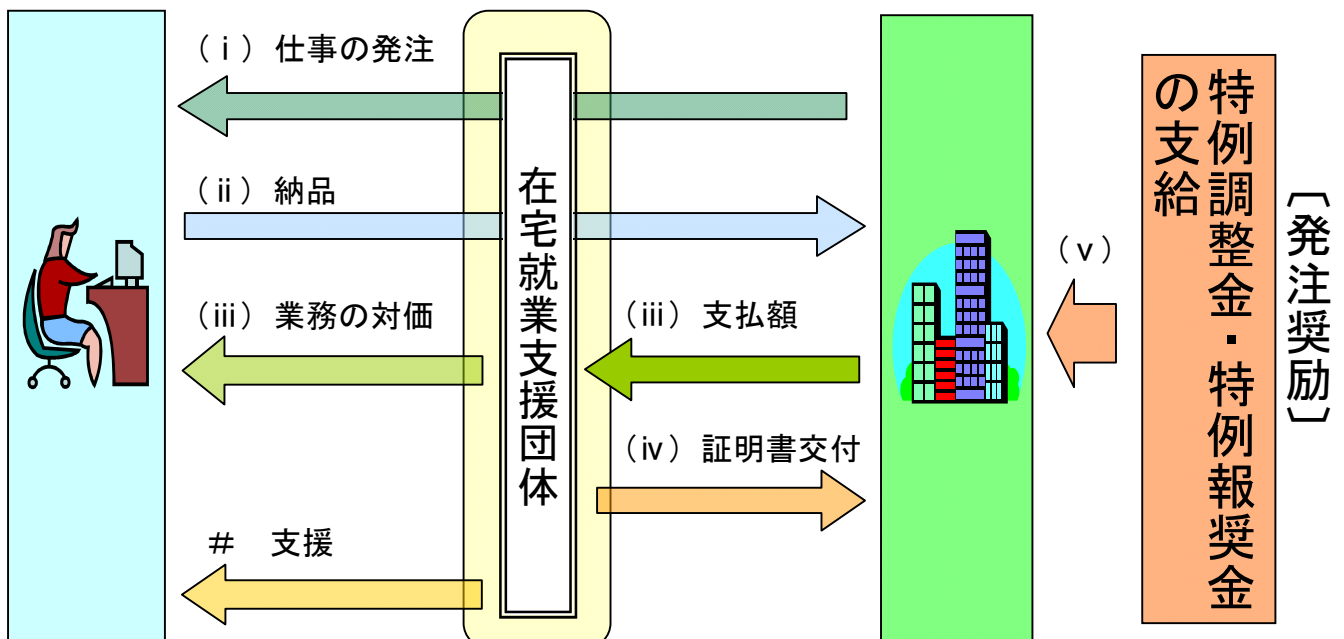 (ⅰ) 仕事の発注
(ⅱ) 納品
(ⅲ) 業務の対価
# 支援
在宅就業支援団体
(ⅲ) 支払額
(ⅳ) 証明書交付
(ⅴ)
特例調整金・特例報奨金
の支給
〔発注奨励〕